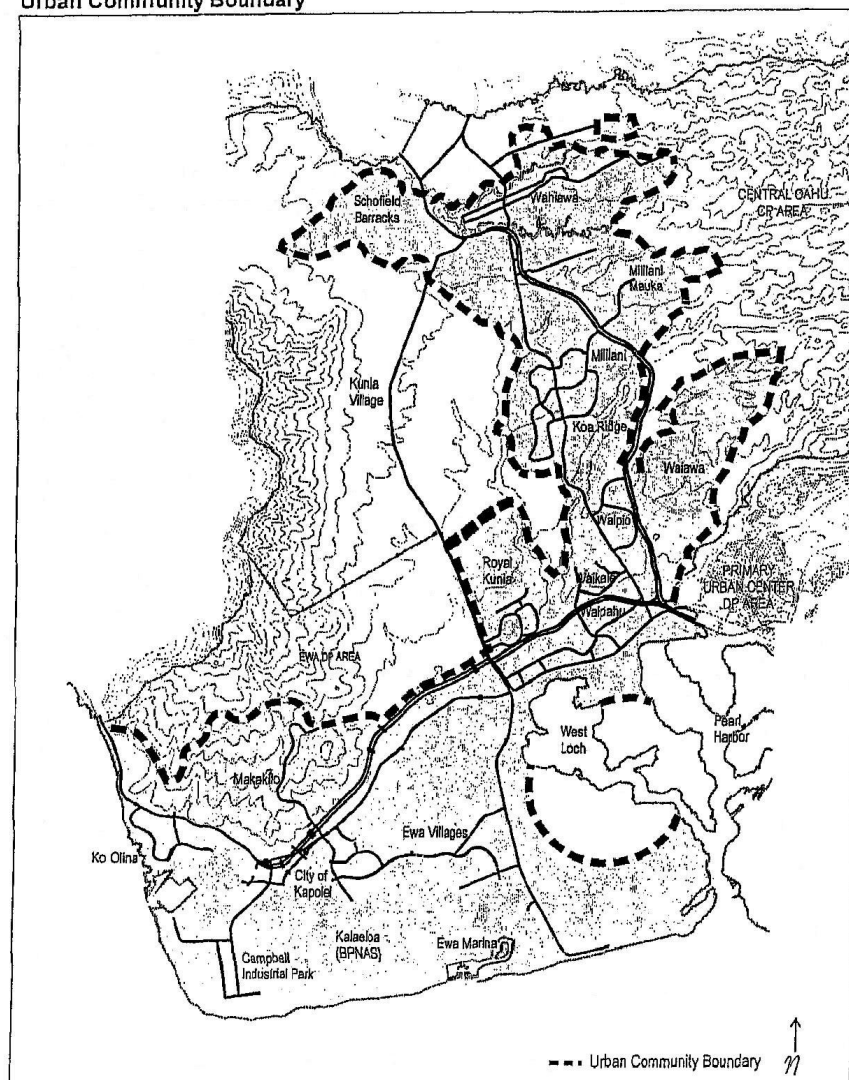 Urban Community Boundary
Schofield
Barracks
Wahiawa
CENTRAL OAHU
CP AREA
Mililani
Mauka
Kunia
Village
Mililani
Koa Ridge
Waiawa
Waipio
Royal
Kunia
Waikele
Waipahu
PRIMARY
URBAN CENTER
DP AREA
EWA DP AREA
West
Loch
Pearl
Harbor
Makakilo
Ko Olina
Ewa Villages
City of
Kapolei
Kalaeloa
(BPNAS)
Ewa Marina
Campbell
Industrial Park
Urban Community Boundary
n